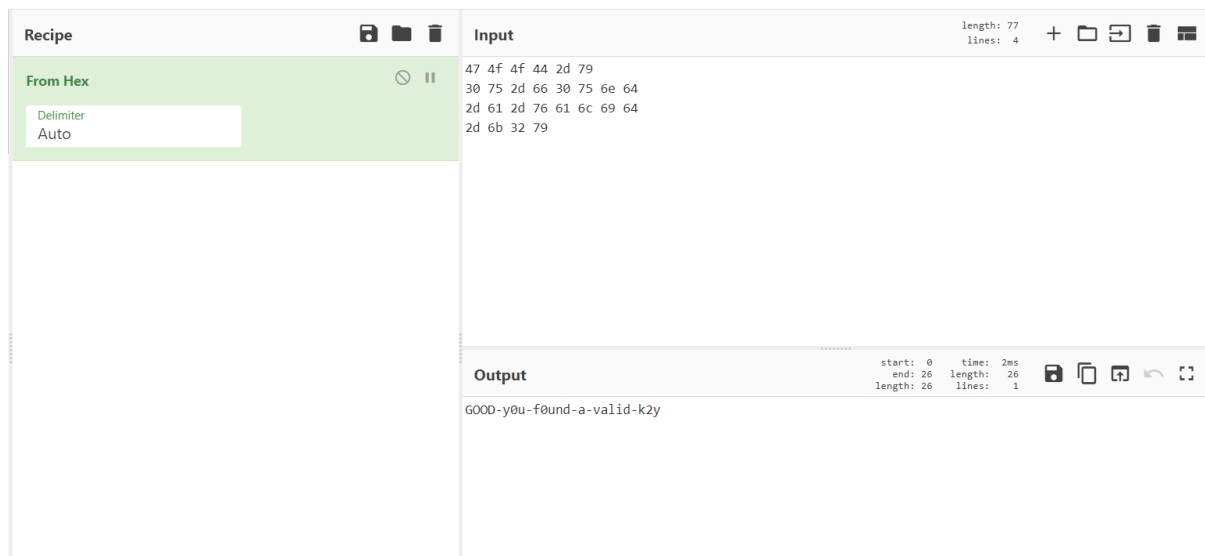 Recipe
From Hex
Delimiter
Auto
Input
length: 77
lines: 4
47 4f 4f 44 2d 79
30 75 2d 66 30 75 6e 64
2d 61 2d 76 61 6c 69 64
2d 6b 32 79
Output
start: 0 time: 2ms
end: 26 length: 26
length: 26 lines: 1
GOOD-y0u-f0und-a-valid-k2y